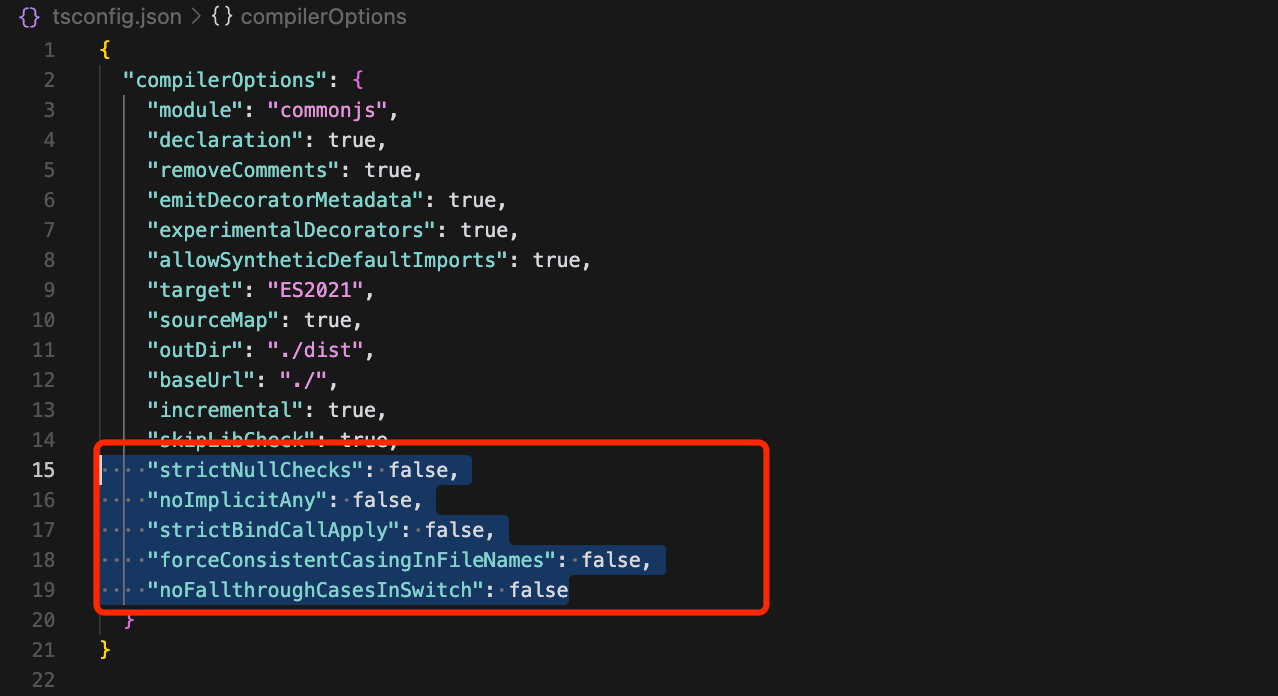 {} tsconfig.json > {} compilerOptions
1 {
2 "compilerOptions": {
3 "module": "commonjs",
4 "declaration": true,
5 "removeComments": true,
6 "emitDecoratorMetadata": true,
7 "experimentalDecorators": true,
8 "allowSyntheticDefaultImports": true,
9 "target": "ES2021",
10 "sourceMap": true,
11 "outDir": "./dist",
12 "baseUrl": "./",
13 "incremental": true,
14 "skipLibCheck": true,
15 "strictNullChecks": false,
16 "noImplicitAny": false,
17 "strictBindCallApply": false,
18 "forceConsistentCasingInFileNames": false,
19 "noFallthroughCasesInSwitch": false
20 }
21 }
22